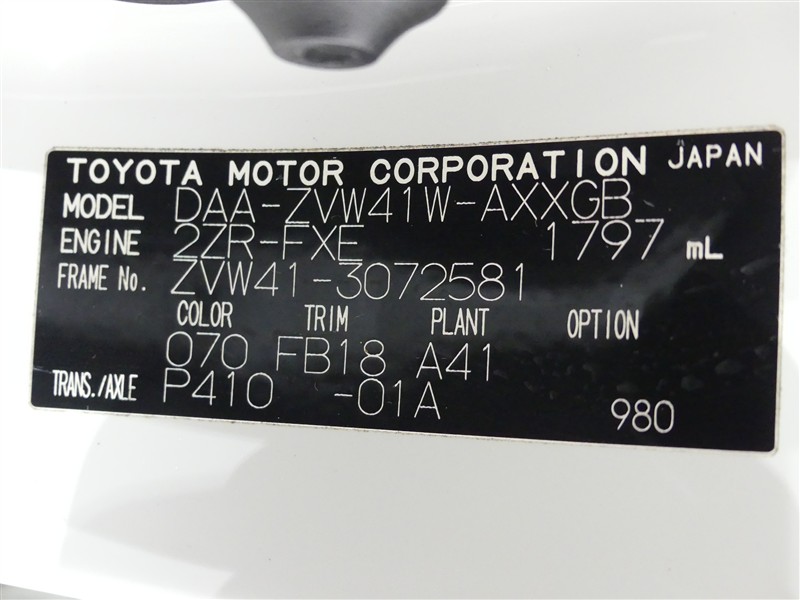 TOYOTA MOTOR CORPORATION JAPAN
MODEL DAA-ZVW41W-AXXGB
ENGINE 2ZR-FXE 1797 mL
FRAME No. ZVW41-3072581
COLOR TRIM PLANT OPTION
070 FB18 A41
TRANS./AXLE P410 -01A
980